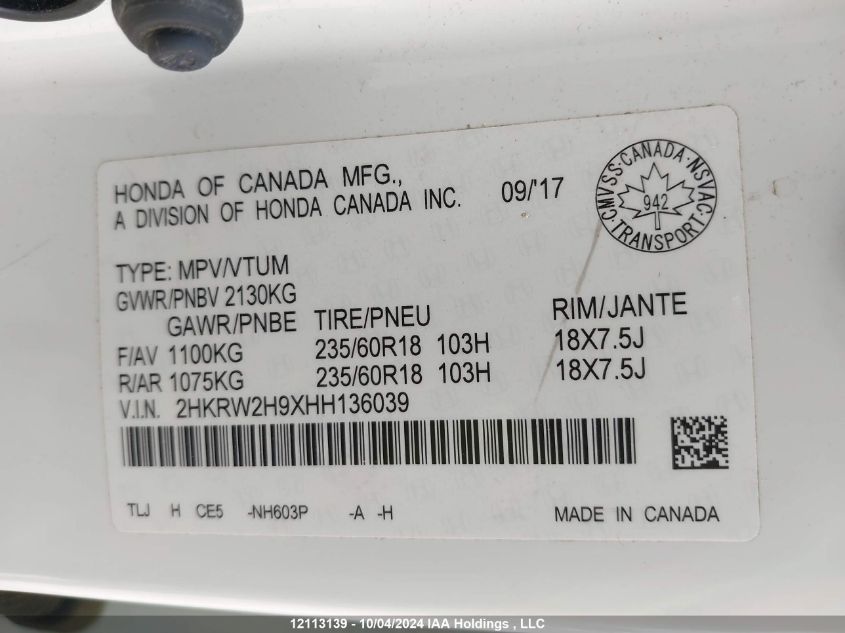 HONDA OF CANADA MFG.,
A DIVISION OF HONDA CANADA INC. 09/'17
CMVSS·CANADA·NSVAC·TRANSPORT·
942
TYPE: MPV/VTUM
GVWR/PNBV 2130KG
GAWR/PNBE TIRE/PNEU RIM/JANTE
F/AV 1100KG 235/60R18 103H 18X7.5J
R/AR 1075KG 235/60R18 103H 18X7.5J
V.I.N. 2HKRW2H9XHH136039
TLJ H CE5 -NH603P -A -H MADE IN CANADA
12113139 - 10/04/2024 IAA Holdings , LLC